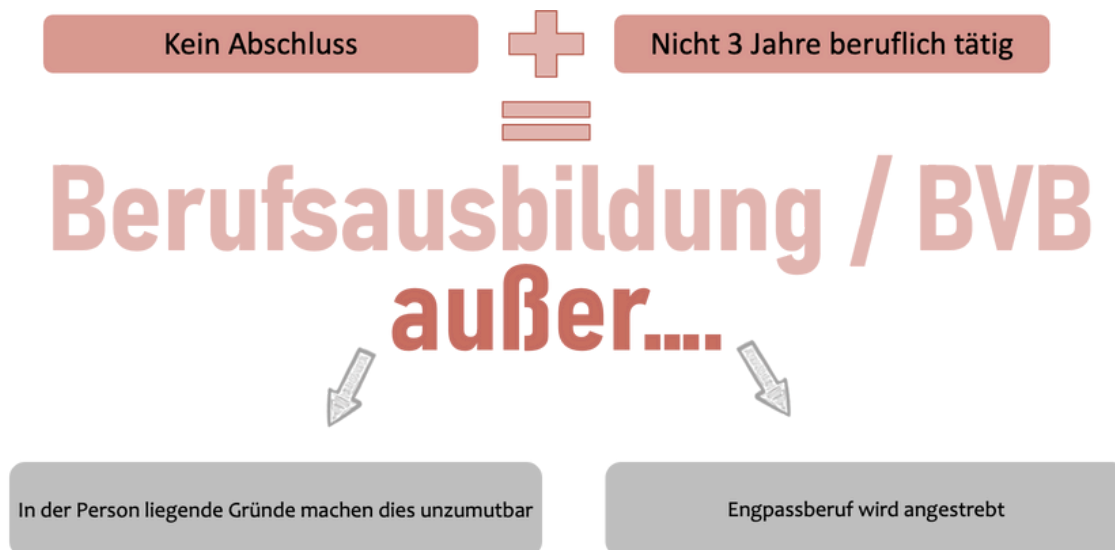 Kein Abschluss
Nicht 3 Jahre beruflich tätig
Berufsausbildung / BVB
außer....
In der Person liegende Gründe machen dies unzumutbar
Engpassberuf wird angestrebt